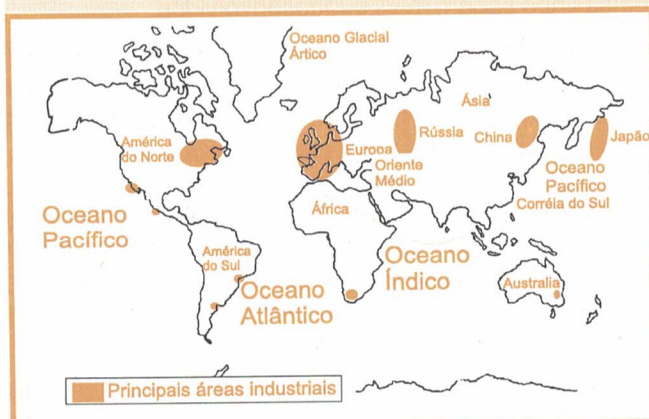 Oceano Glacial
Ártico
Ásia
América
do Norte
Europa
Rússia
China
Japão
Oriente
Médio
Oceano
Pacífico
Corréia do Sul
Oceano
Pacífico
África
América
do Sul
Oceano
Índico
Australia
Oceano
Atlântico
Principais áreas industriais